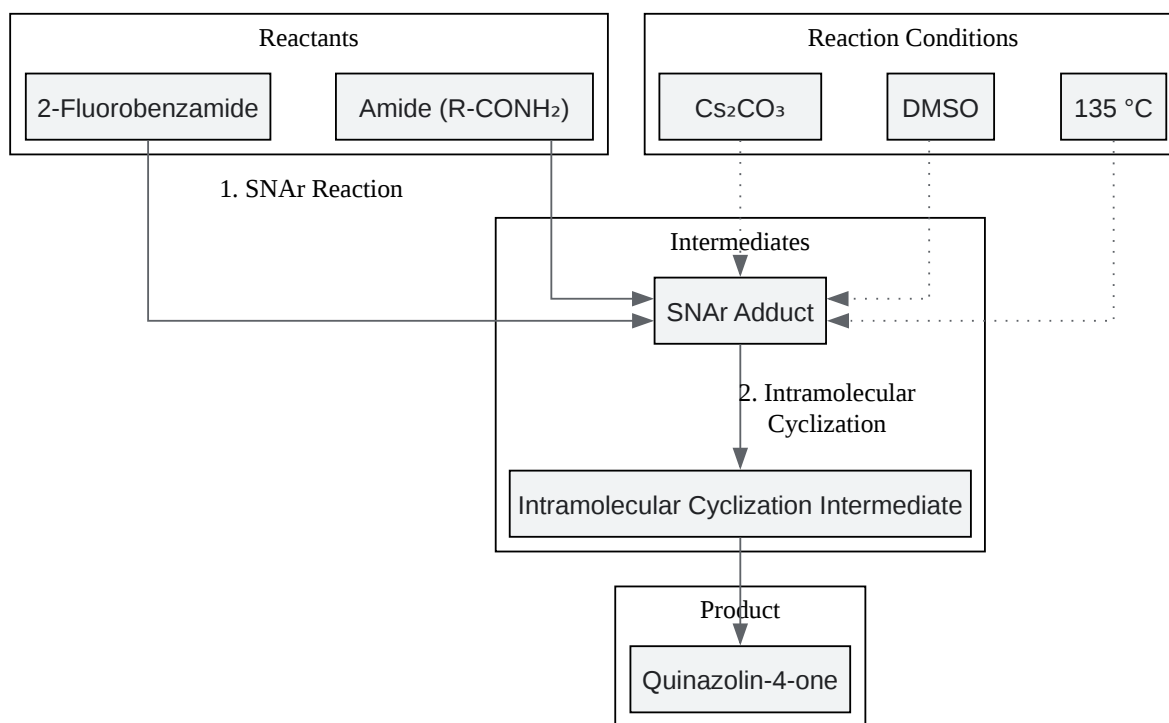 Reactants
Reaction Conditions
2-Fluorobenzamide
Amide (R-CONH₂)
Cs₂CO₃
DMSO
135 °C
1. SNAr Reaction
Intermediates
SNAr Adduct
2. Intramolecular
Cyclization
Intramolecular Cyclization Intermediate
Product
Quinazolin-4-one